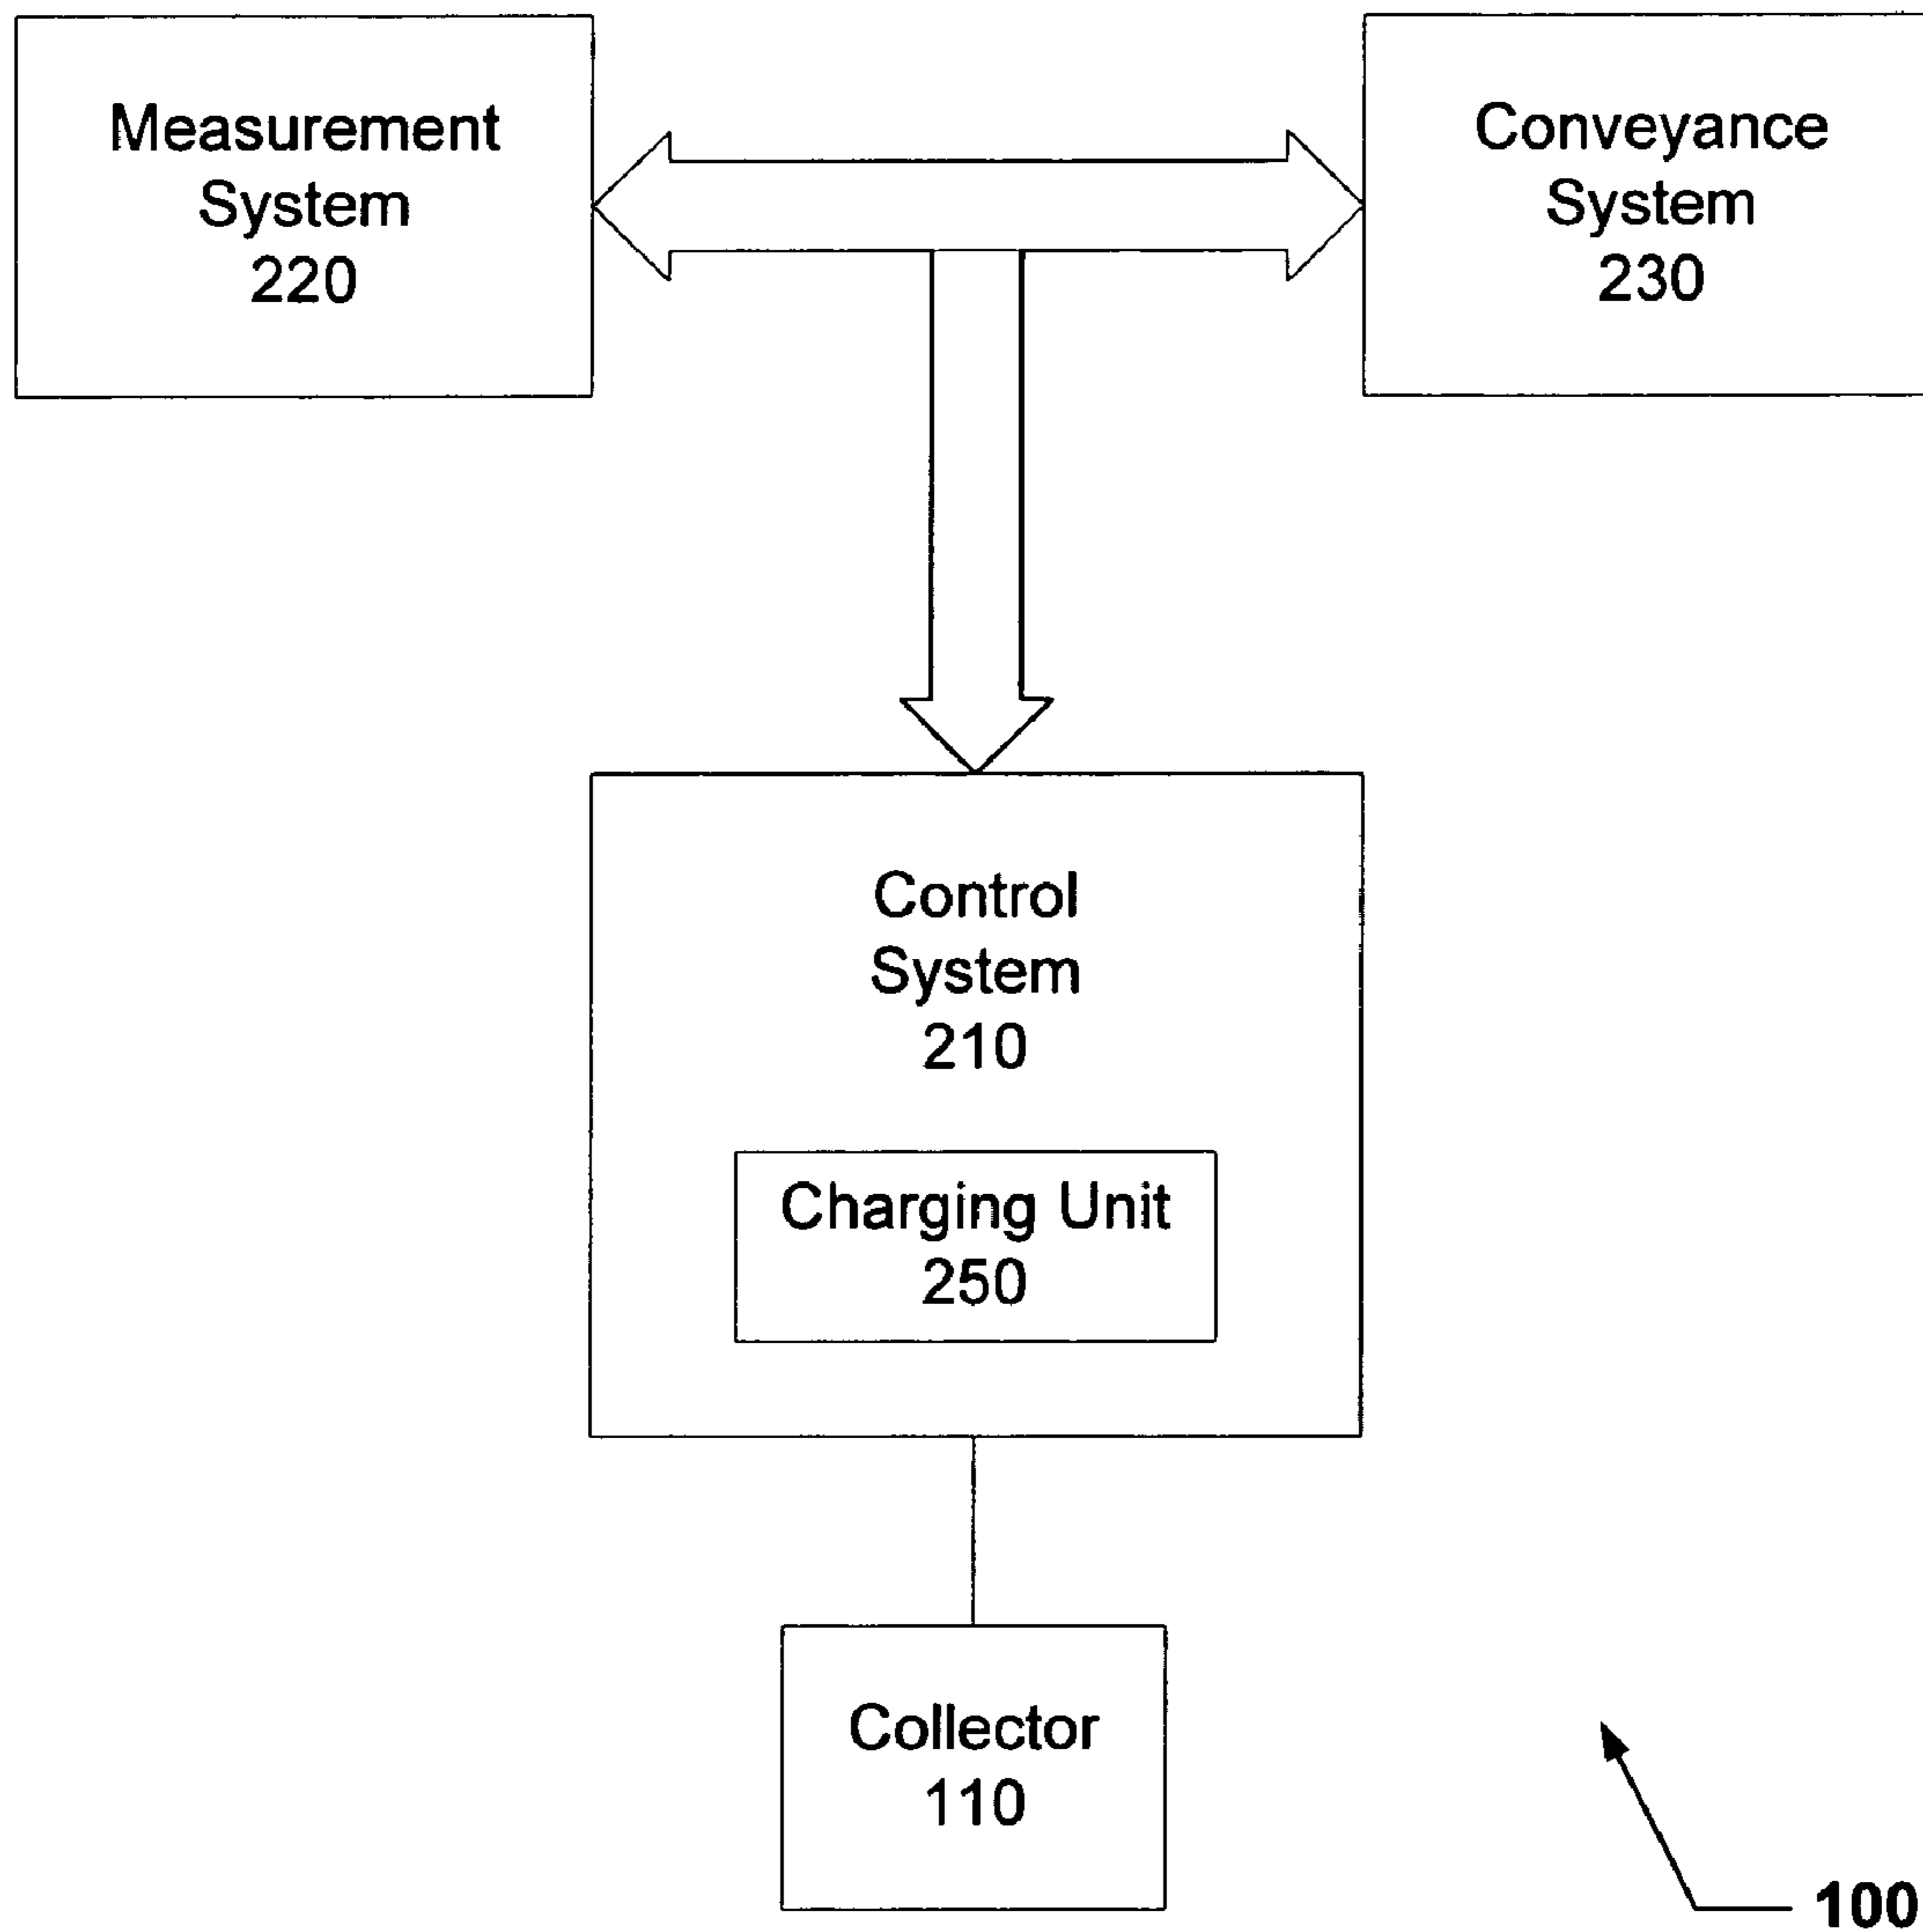 Measurement
System
220
Conveyance
System
230
Control
System
210
Charging Unit
250
Collector
110
100